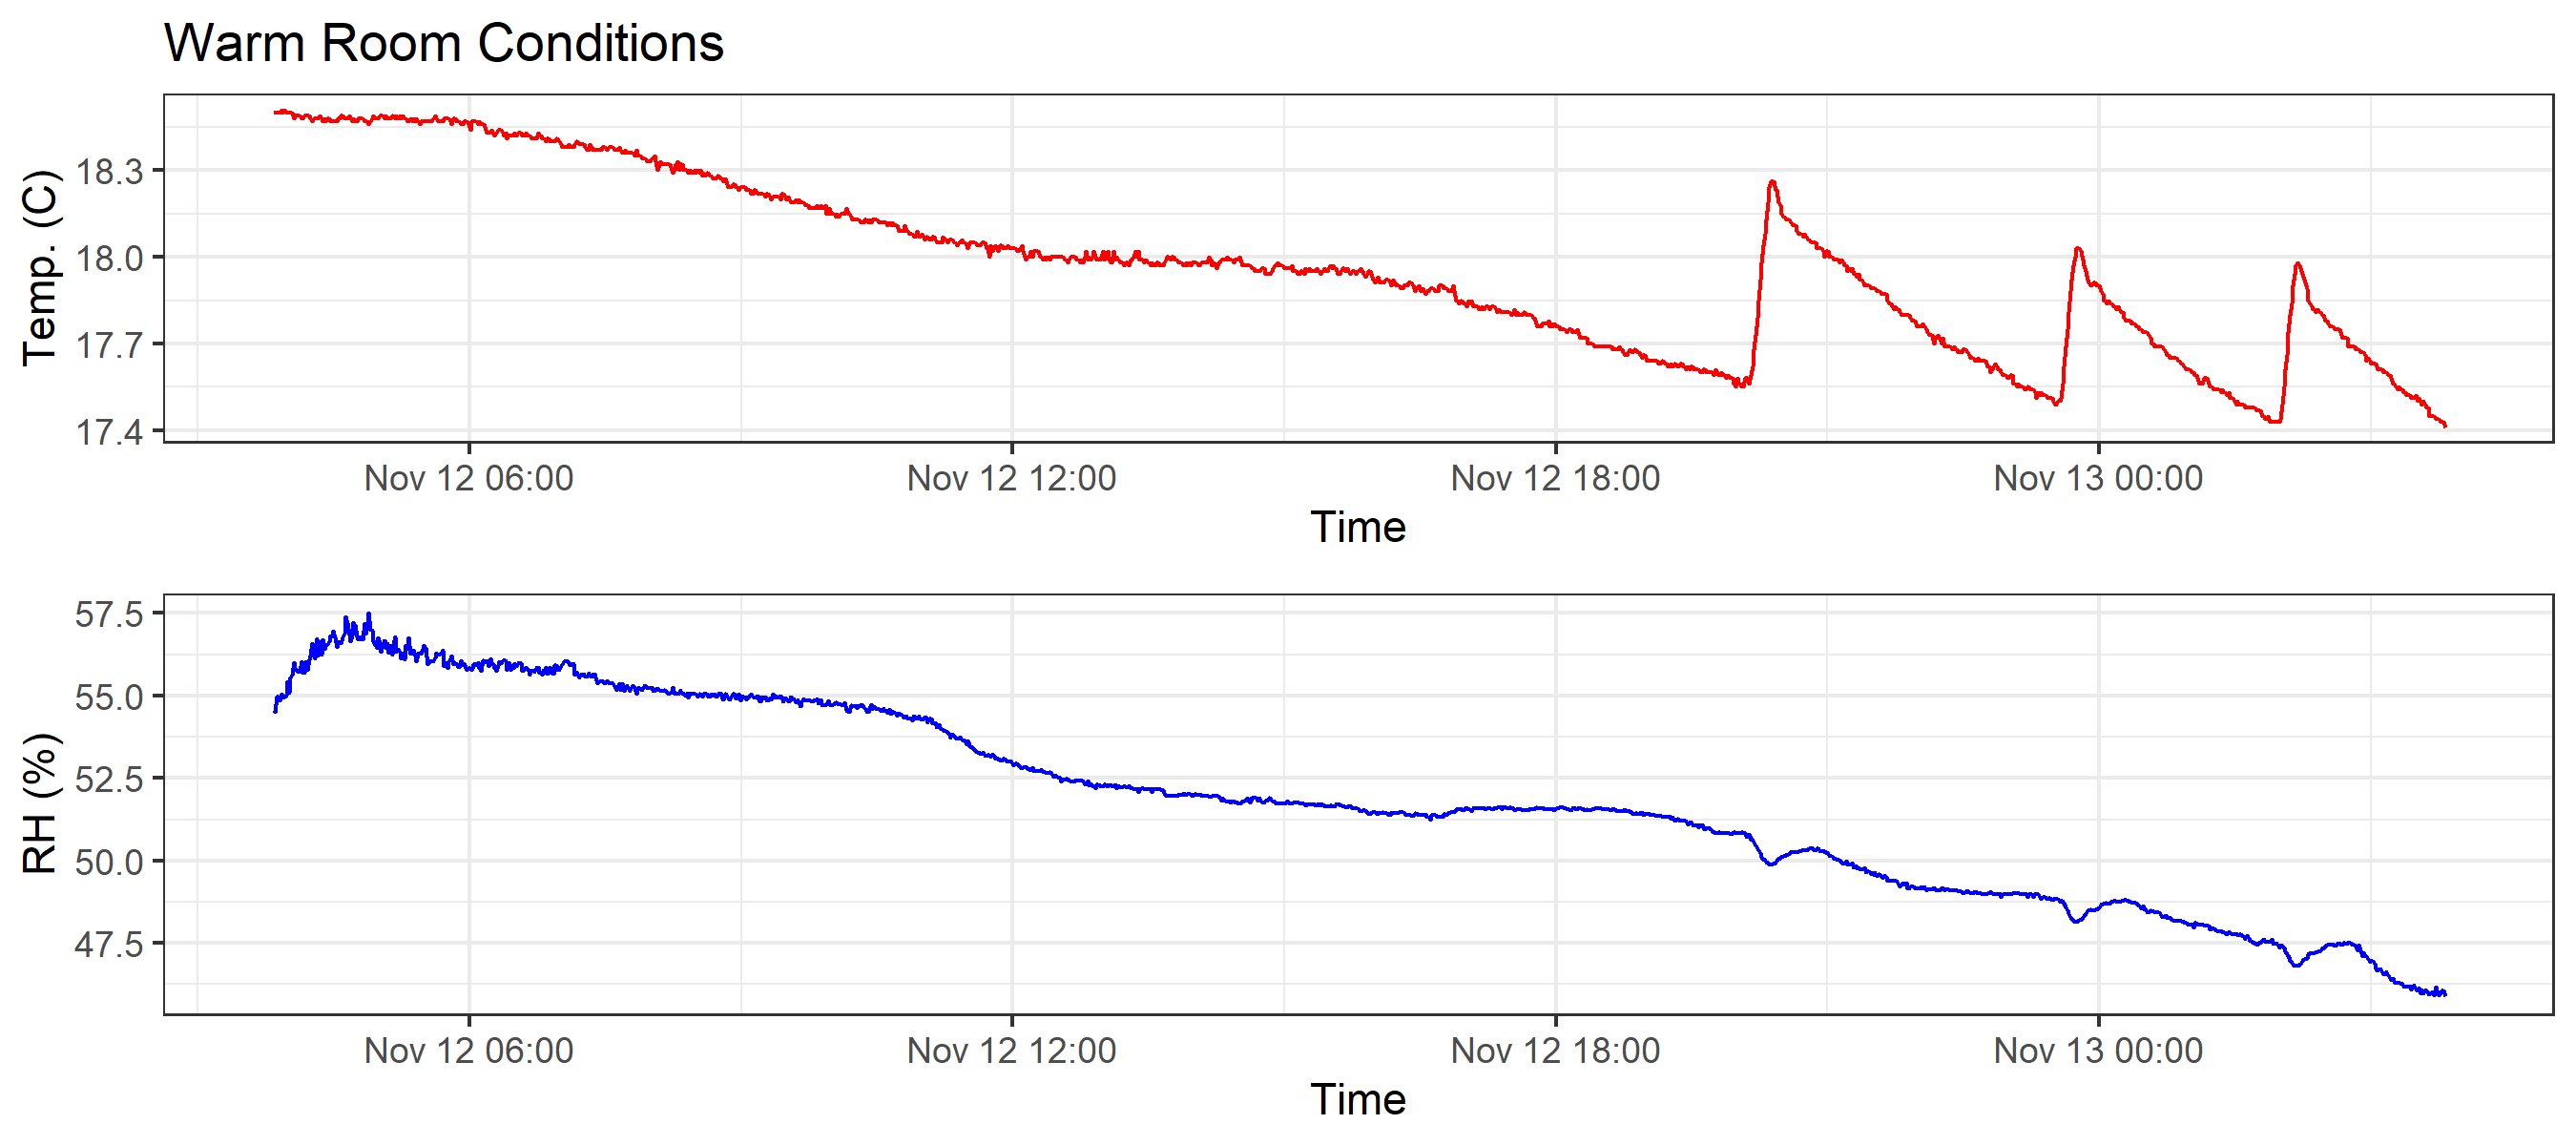 Warm Room Conditions
Temp. (C)
18.3
18.0
17.7
17.4
Nov 12 06:00 Nov 12 12:00 Nov 12 18:00 Nov 13 00:00
Time
RH (%)
57.5
55.0
52.5
50.0
47.5
Nov 12 06:00 Nov 12 12:00 Nov 12 18:00 Nov 13 00:00
Time